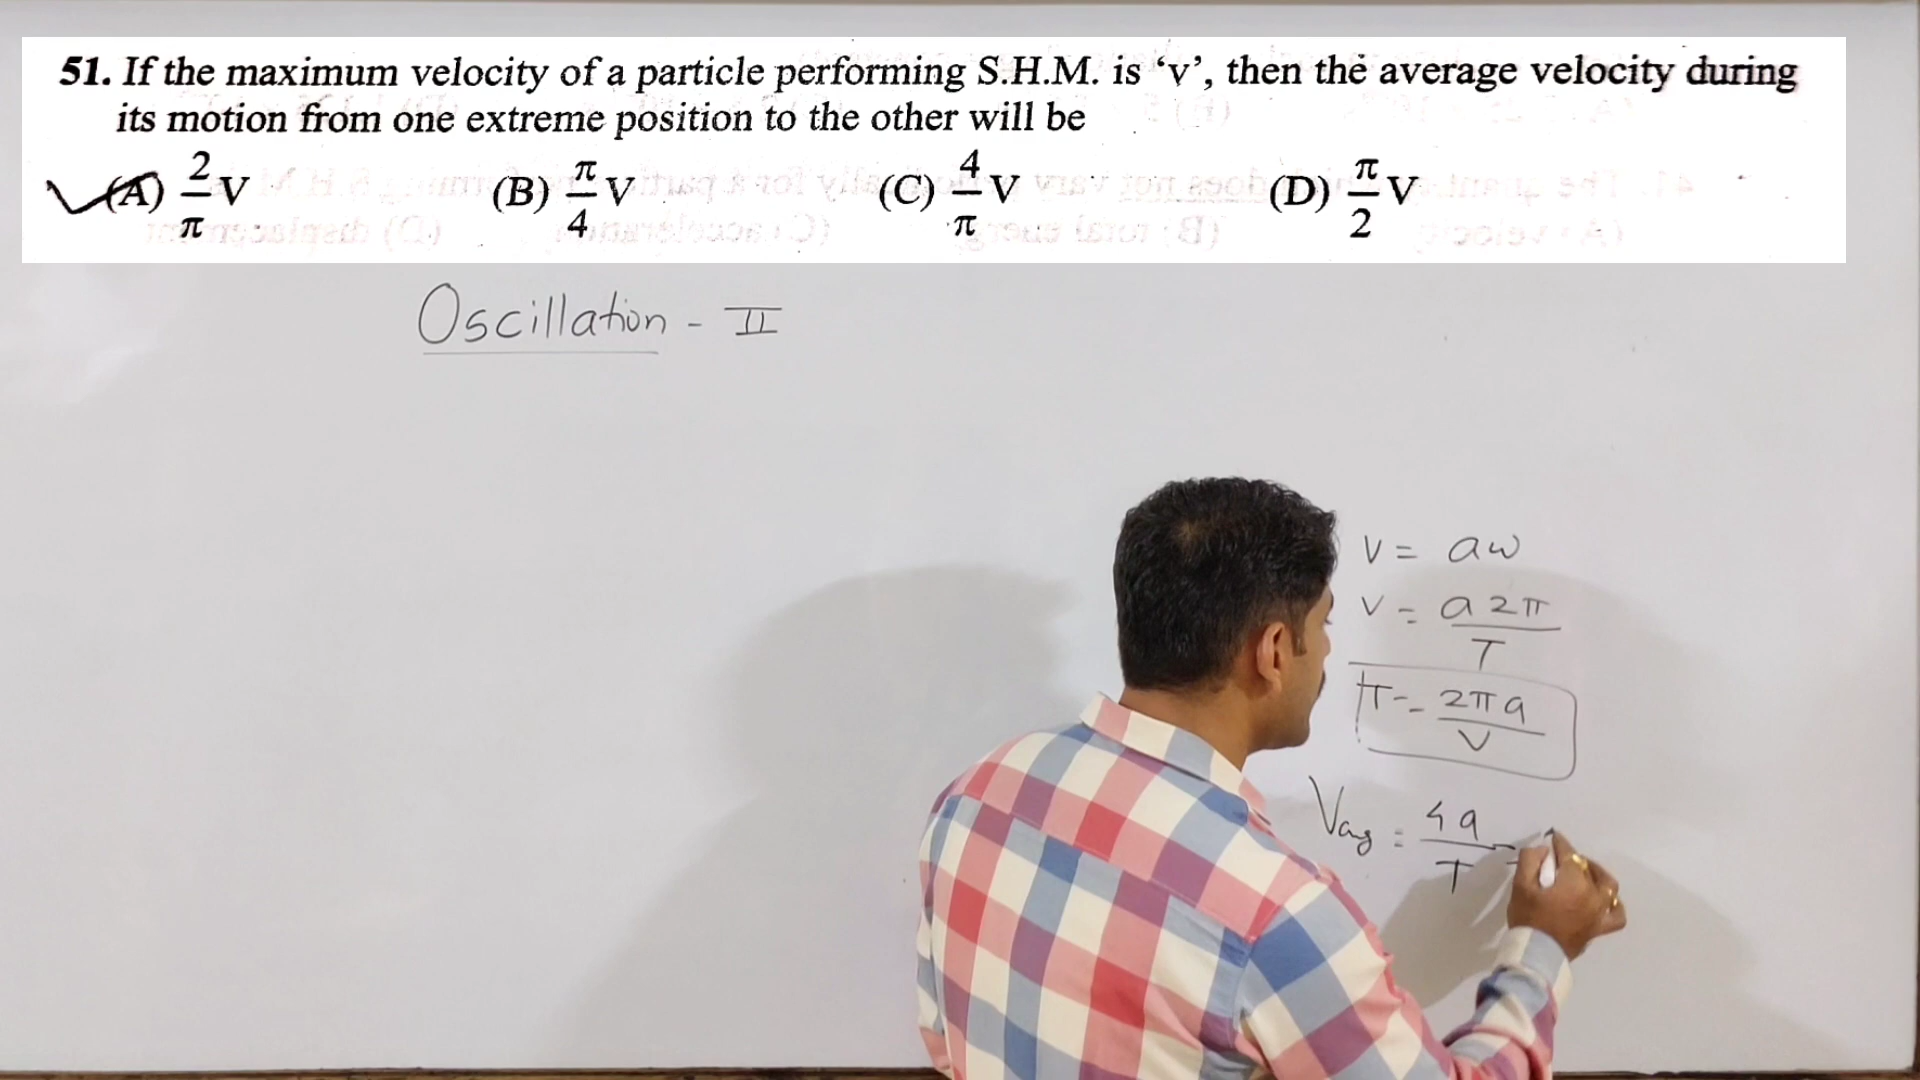 51. If the maximum velocity of a particle performing S.H.M. is ‘v’, then the average velocity during
its motion from one extreme position to the other will be
(A) 2/π v (B) π/4 v (C) 4/π v (D) π/2 v
Oscillation - II
V = aω
V = a2π/T
T = 2πa/V
Vavg = 4a/T